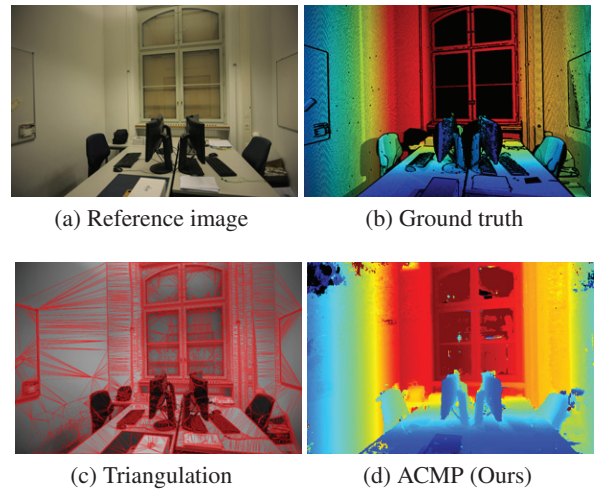 (a) Reference image
(b) Ground truth
(c) Triangulation
(d) ACMP (Ours)